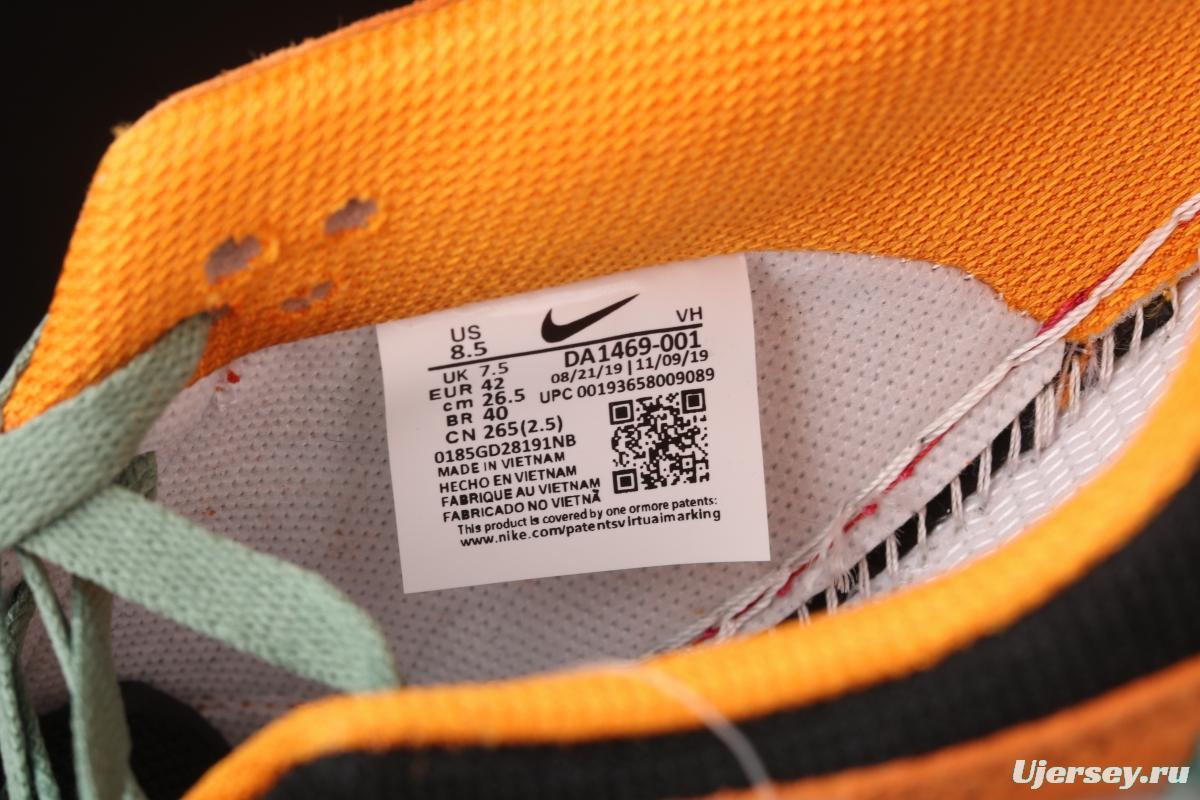 US
8.5
VH
DA1469-001
UK 7.5
08/21/19 | 11/09/19
EUR 42
UPC 00193658009089
cm 26.5
BR 40
CN 265(2.5)
0185GD28191NB
MADE IN VIETNAM
HECHO EN VIETNAM
FABRIQUE AU VIETNAM
FABRICADO NO VIETNÃ
This product is covered by one ormore patents:
www.nike.com/patentsvirtuaimarking
Ujersey.ru